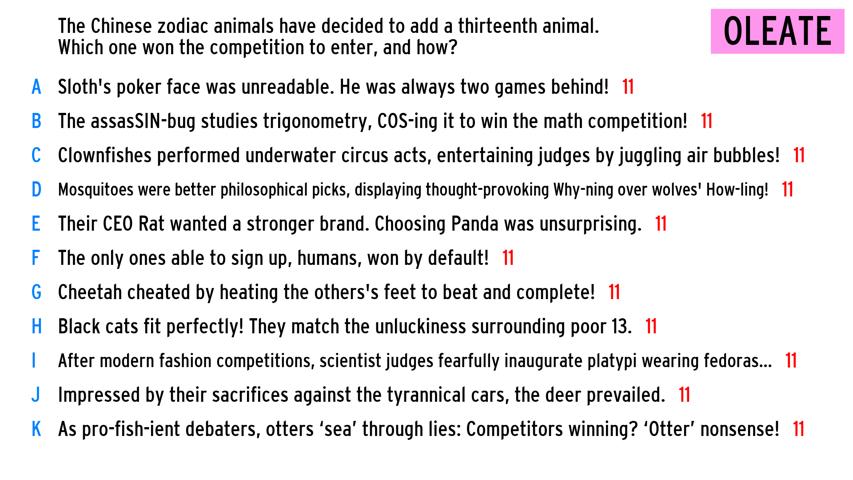 The Chinese zodiac animals have decided to add a thirteenth animal.
Which one won the competition to enter, and how?
OLEATE
A Sloth's poker face was unreadable. He was always two games behind! 11
B The assasSIN-bug studies trigonometry, COS-ing it to win the math competition! 11
C Clownfishes performed underwater circus acts, entertaining judges by juggling air bubbles! 11
D Mosquitoes were better philosophical picks, displaying thought-provoking Why-ning over wolves' How-ling! 11
E Their CEO Rat wanted a stronger brand. Choosing Panda was unsurprising. 11
F The only ones able to sign up, humans, won by default! 11
G Cheetah cheated by heating the others's feet to beat and complete! 11
H Black cats fit perfectly! They match the unluckiness surrounding poor 13. 11
I After modern fashion competitions, scientist judges fearfully inaugurate platypi wearing fedoras... 11
J Impressed by their sacrifices against the tyrannical cars, the deer prevailed. 11
K As pro-fish-ient debaters, otters ‘sea’ through lies: Competitors winning? ‘Otter’ nonsense! 11